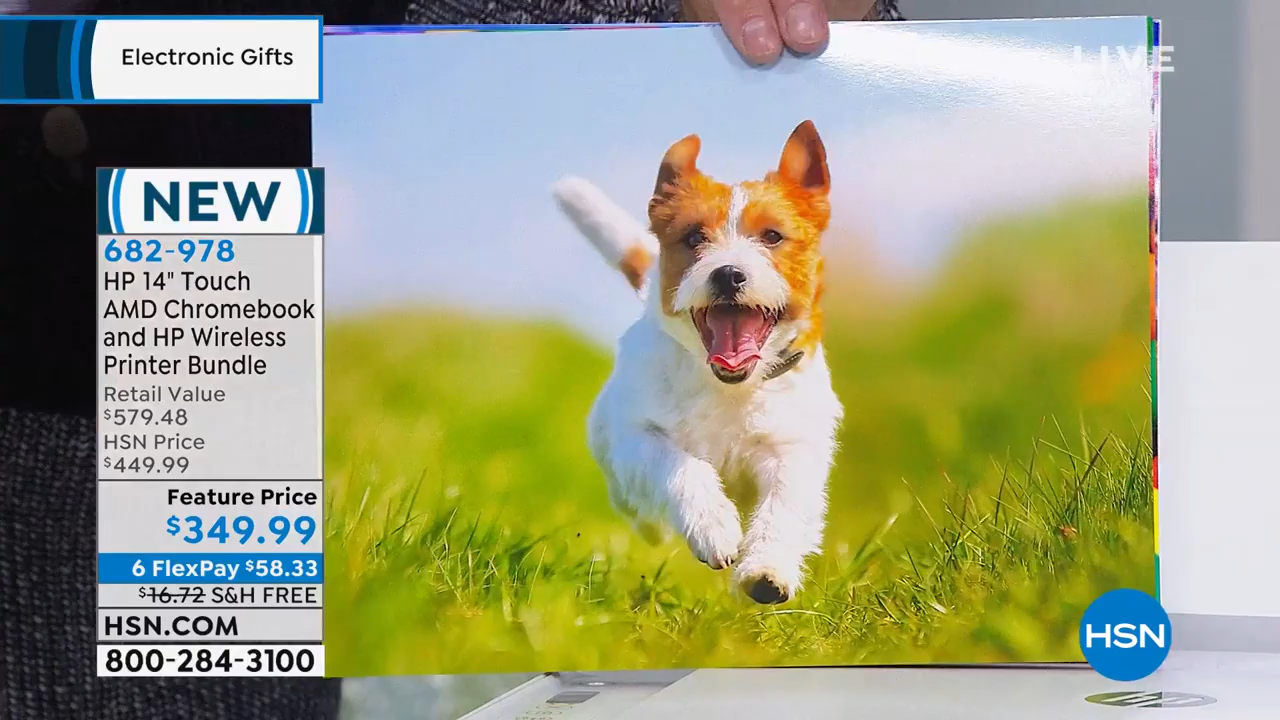 Electronic Gifts
LIVE
NEW
682-978
HP 14" Touch
AMD Chromebook
and HP Wireless
Printer Bundle
Retail Value
$579.48
HSN Price
$449.99
Feature Price
$349.99
6 FlexPay $58.33
$16.72 S&H FREE
HSN.COM
800-284-3100
HSN
hp